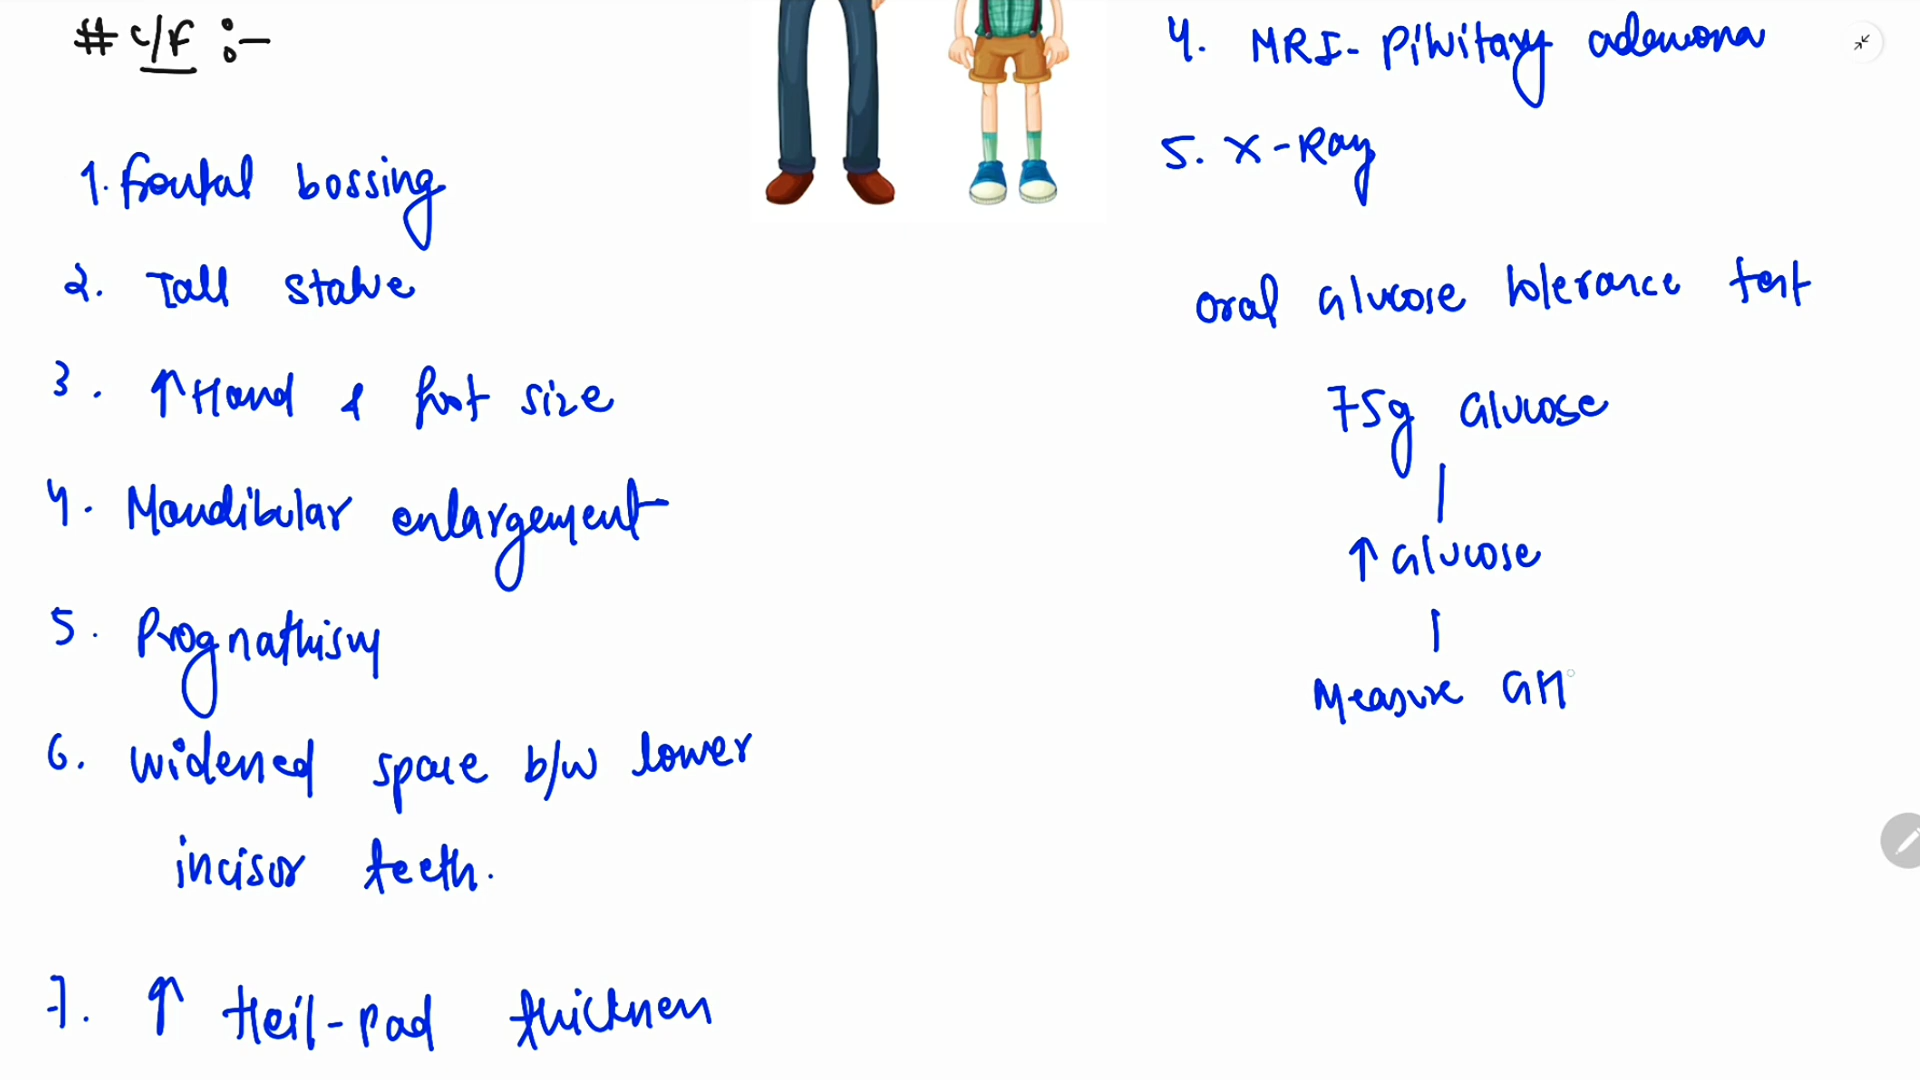 # C/F :-
1. frontal bossing
2. Tall stature
3. ↑ Hand & foot size
4. Mandibular enlargement
5. Prognathism
6. widened space b/w lower
incisor teeth.
7. ↑ Heil-Pad thickness
4. MRI- Pituitary adenoma
5. X-Ray
oral Glucose tolerance test
75g Glucose
↑ Glucose
Measure GH